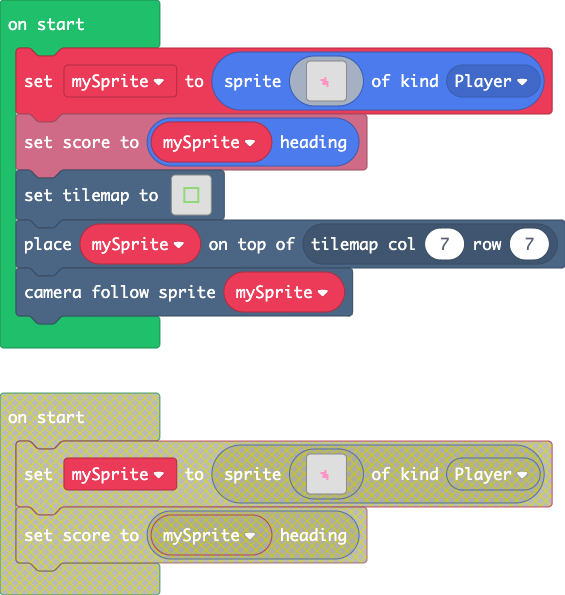 on start
set mySprite to sprite of kind Player
set score to mySprite heading
set tilemap to
place mySprite on top of tilemap col 7 row 7
camera follow sprite mySprite
on start
set mySprite to sprite of kind Player
set score to mySprite heading